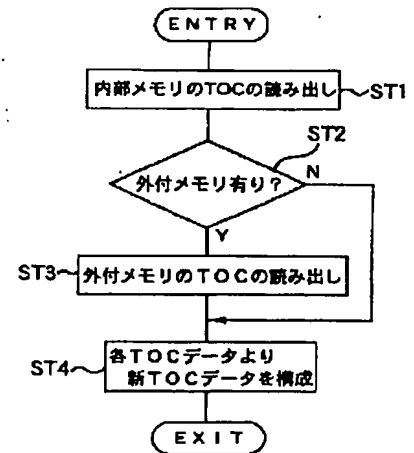 ENTRY
内部メモリのTOCの読み出し
ST1
ST2
外付メモリ有り?
N
Y
ST3
外付メモリのTOCの読み出し
ST4
各TOCデータより
新TOCデータを構成
EXIT